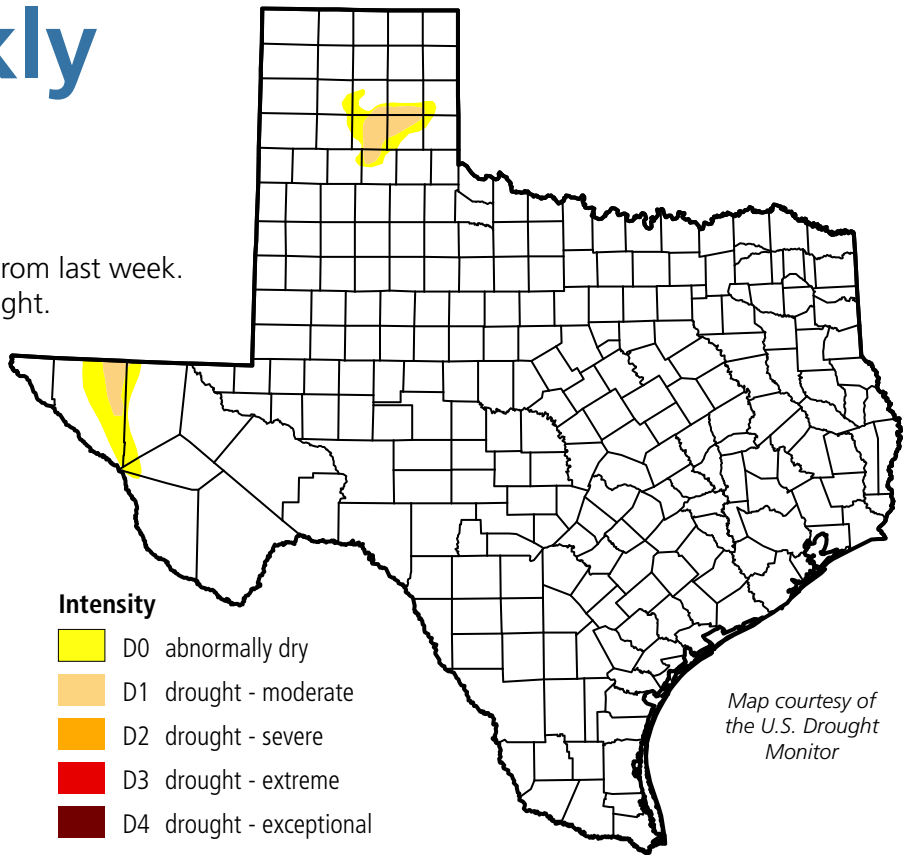 kly
rom last week.
ght.
Intensity
D0 abnormally dry
D1 drought - moderate
D2 drought - severe
D3 drought - extreme
D4 drought - exceptional
Map courtesy of
the U.S. Drought
Monitor